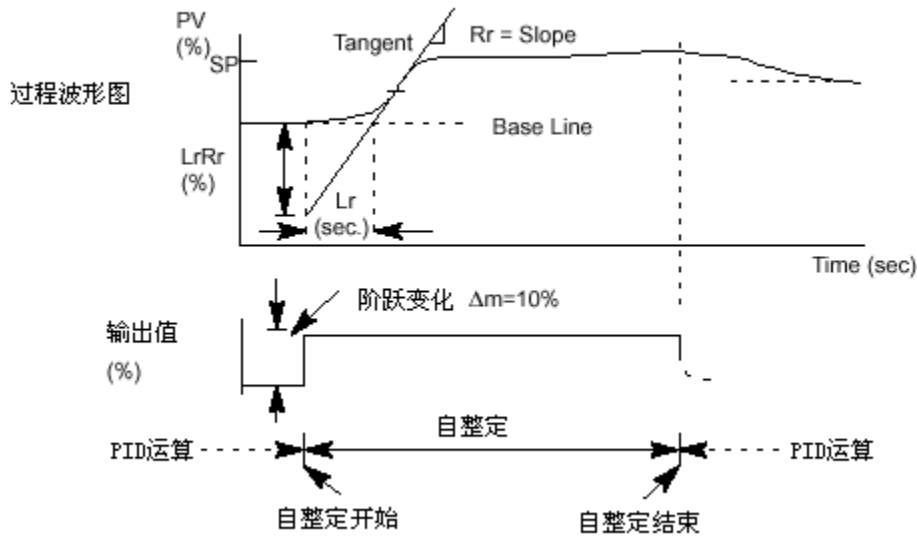 PV
(%)
SP
Tangent
Rr = Slope
过程波形图
LrRr
(%)
Base Line
Lr
(sec.)
Time (sec)
阶跃变化 Δm=10%
输出值
(%)
自整定
PID运算
PID运算
自整定开始
自整定结束